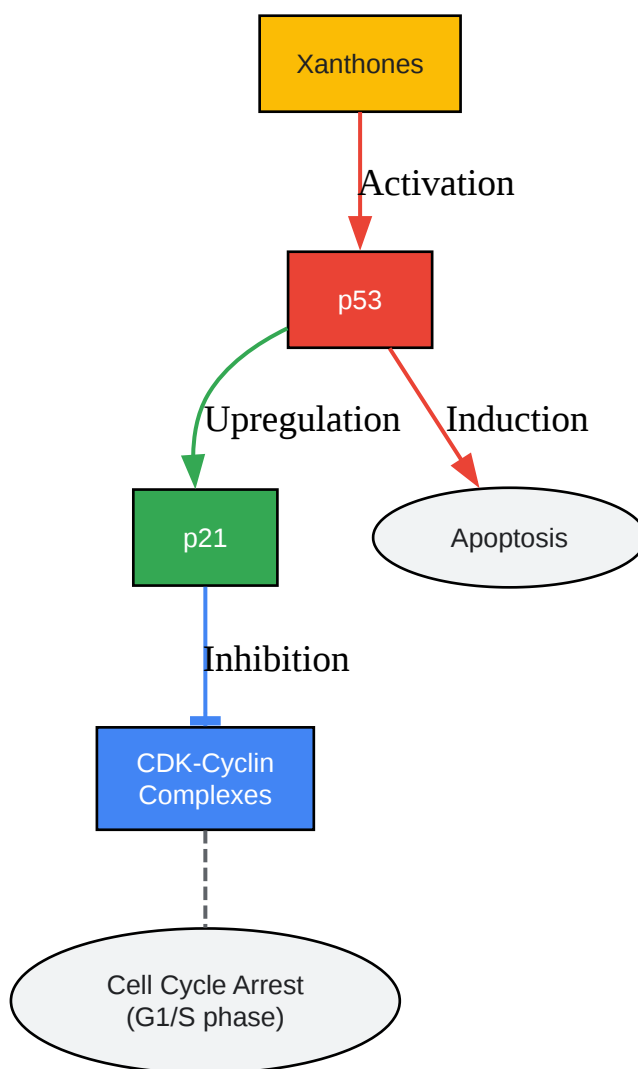 Xanthones
Activation
p53
Upregulation
Induction
p21
Apoptosis
Inhibition
CDK-Cyclin
Complexes
Cell Cycle Arrest
(G1/S phase)